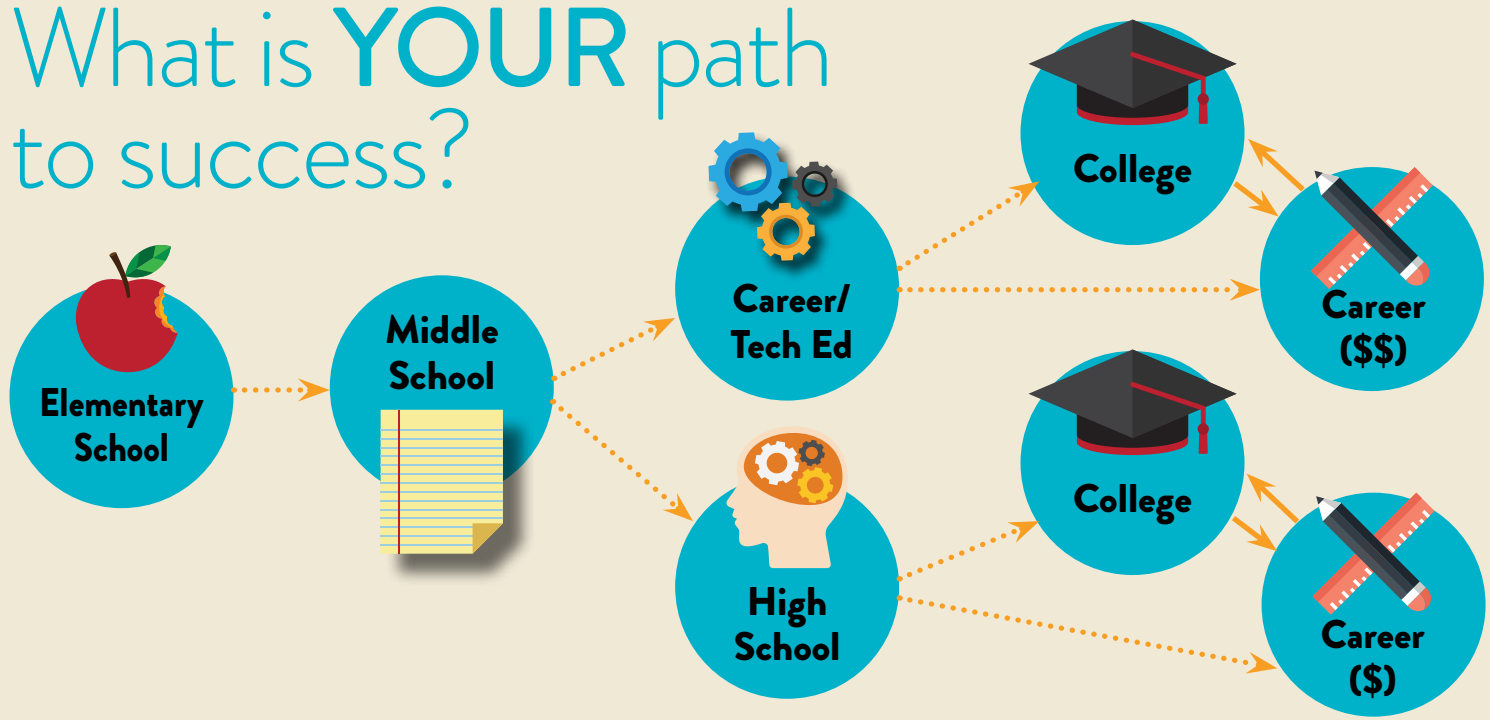 What is YOUR path
to success?
Elementary
School
Middle
School
Career/
Tech Ed
College
Career
($$)
High
School
College
Career
($)